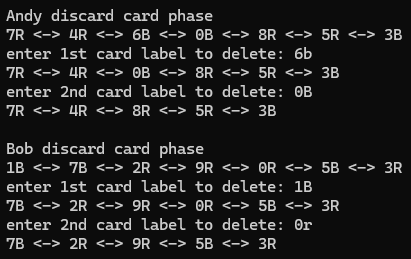 Andy discard card phase
7R <-> 4R <-> 6B <-> 0B <-> 8R <-> 5R <-> 3B
enter 1st card label to delete: 6b
7R <-> 4R <-> 0B <-> 8R <-> 5R <-> 3B
enter 2nd card label to delete: 0B
7R <-> 4R <-> 8R <-> 5R <-> 3B

Bob discard card phase
1B <-> 7B <-> 2R <-> 9R <-> 0R <-> 5B <-> 3R
enter 1st card label to delete: 1B
7B <-> 2R <-> 9R <-> 0R <-> 5B <-> 3R
enter 2nd card label to delete: 0r
7B <-> 2R <-> 9R <-> 5B <-> 3R